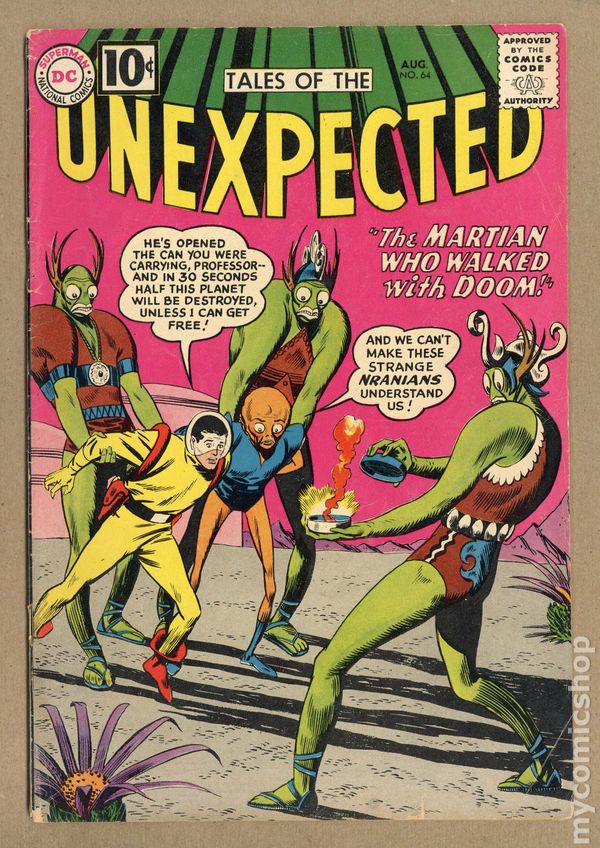 SUPERMAN
DC
NATIONAL COMICS
10¢
AUG.
NO. 64
APPROVED
BY THE
COMICS
CODE
CA
AUTHORITY
TALES OF THE
UNEXPECTED
"The MARTIAN
WHO WALKED
with DOOM!"
HE'S OPENED
THE CAN YOU WERE
CARRYING, PROFESSOR--
AND IN 30 SECONDS
HALF THIS PLANET
WILL BE DESTROYED,
UNLESS I CAN GET
FREE!
AND WE CAN'T
MAKE THESE
STRANGE
NRANIANS
UNDERSTAND
US!
mycomicshop